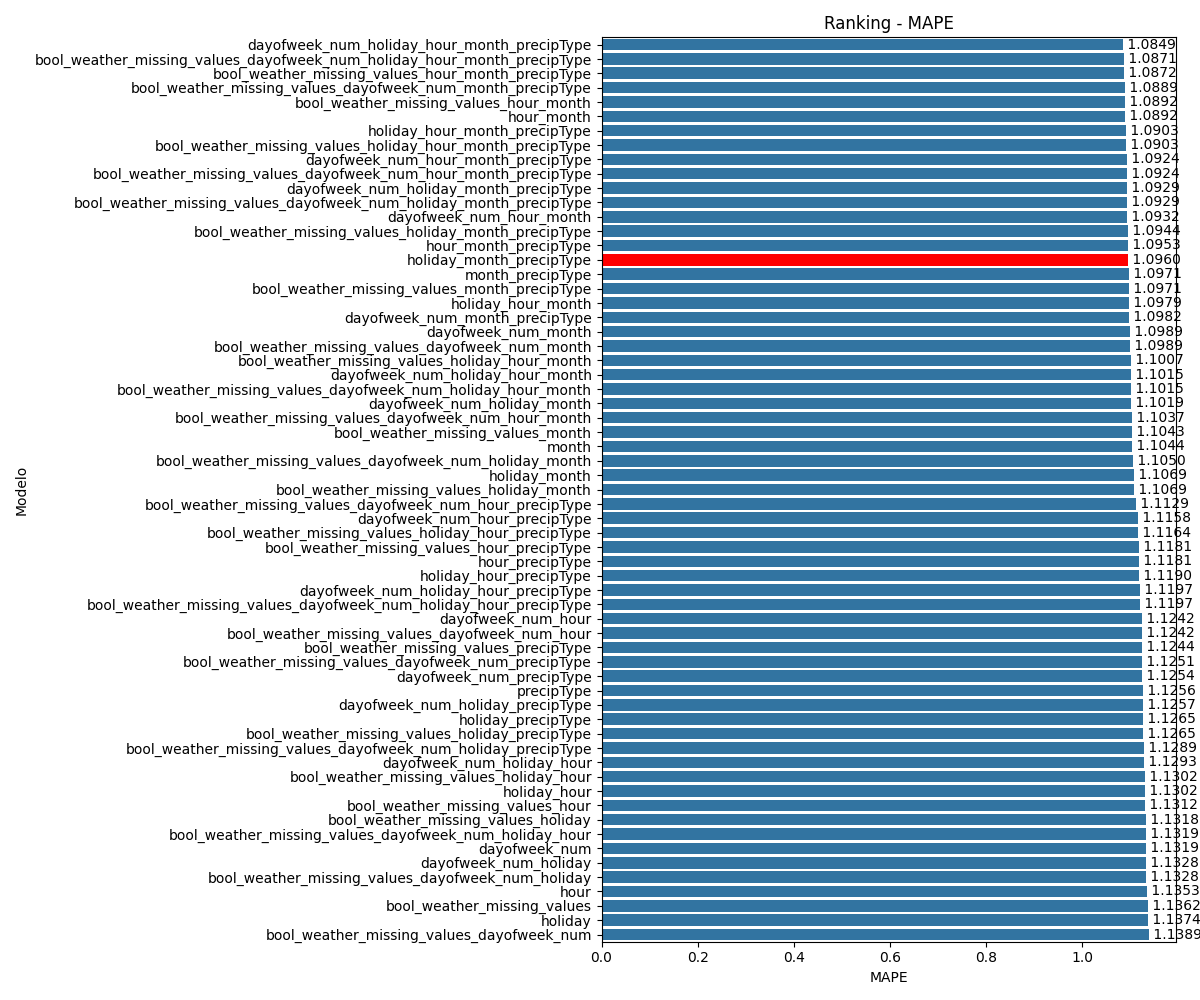 Ranking - MAPE
dayofweek_num_holiday_hour_month_precipType 1.0849
bool_weather_missing_values_dayofweek_num_holiday_hour_month_precipType 1.0871
bool_weather_missing_values_hour_month_precipType 1.0872
bool_weather_missing_values_dayofweek_num_month_precipType 1.0889
bool_weather_missing_values_hour_month 1.0892
hour_month 1.0892
holiday_hour_month_precipType 1.0903
bool_weather_missing_values_holiday_hour_month_precipType 1.0903
dayofweek_num_hour_month_precipType 1.0924
bool_weather_missing_values_dayofweek_num_hour_month_precipType 1.0924
dayofweek_num_holiday_month_precipType 1.0929
bool_weather_missing_values_dayofweek_num_holiday_month_precipType 1.0929
dayofweek_num_hour_month 1.0932
bool_weather_missing_values_holiday_month_precipType 1.0944
hour_month_precipType 1.0953
holiday_month_precipType 1.0960
month_precipType 1.0971
bool_weather_missing_values_month_precipType 1.0971
holiday_hour_month 1.0979
dayofweek_num_month_precipType 1.0982
dayofweek_num_month 1.0989
bool_weather_missing_values_dayofweek_num_month 1.0989
bool_weather_missing_values_holiday_hour_month 1.1007
dayofweek_num_holiday_hour_month 1.1015
bool_weather_missing_values_dayofweek_num_holiday_hour_month 1.1015
dayofweek_num_holiday_month 1.1019
bool_weather_missing_values_dayofweek_num_hour_month 1.1037
bool_weather_missing_values_month 1.1043
month 1.1044
bool_weather_missing_values_dayofweek_num_holiday_month 1.1050
holiday_month 1.1069
bool_weather_missing_values_holiday_month 1.1069
bool_weather_missing_values_dayofweek_num_hour_precipType 1.1129
dayofweek_num_hour_precipType 1.1158
bool_weather_missing_values_holiday_hour_precipType 1.1164
bool_weather_missing_values_hour_precipType 1.1181
hour_precipType 1.1181
holiday_hour_precipType 1.1190
dayofweek_num_holiday_hour_precipType 1.1197
bool_weather_missing_values_dayofweek_num_holiday_hour_precipType 1.1197
dayofweek_num_hour 1.1242
bool_weather_missing_values_dayofweek_num_hour 1.1242
bool_weather_missing_values_precipType 1.1244
bool_weather_missing_values_dayofweek_num_precipType 1.1251
dayofweek_num_precipType 1.1254
precipType 1.1256
dayofweek_num_holiday_precipType 1.1257
holiday_precipType 1.1265
bool_weather_missing_values_holiday_precipType 1.1265
bool_weather_missing_values_dayofweek_num_holiday_precipType 1.1289
dayofweek_num_holiday_hour 1.1293
bool_weather_missing_values_holiday_hour 1.1302
holiday_hour 1.1302
bool_weather_missing_values_hour 1.1312
bool_weather_missing_values_holiday 1.1318
bool_weather_missing_values_dayofweek_num_holiday_hour 1.1319
dayofweek_num 1.1319
dayofweek_num_holiday 1.1328
bool_weather_missing_values_dayofweek_num_holiday 1.1328
hour 1.1353
bool_weather_missing_values 1.1362
holiday 1.1374
bool_weather_missing_values_dayofweek_num 1.1389
0.0 0.2 0.4 0.6 0.8 1.0
MAPE
Modelo